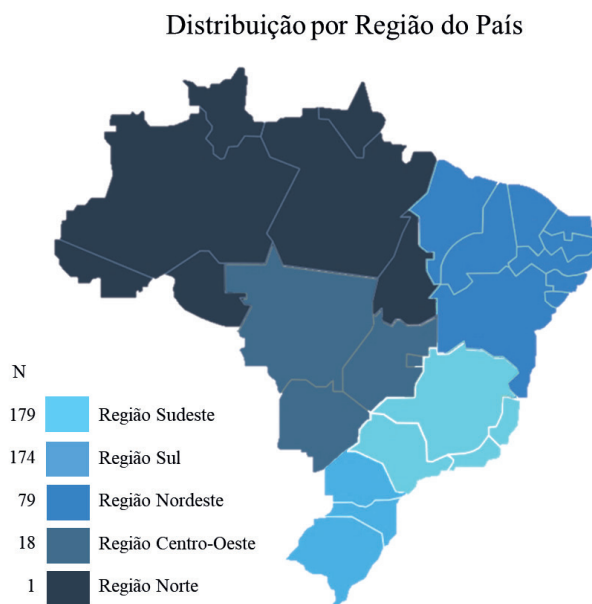 Distribuição por Região do País
N
179 Região Sudeste
174 Região Sul
79 Região Nordeste
18 Região Centro-Oeste
1 Região Norte